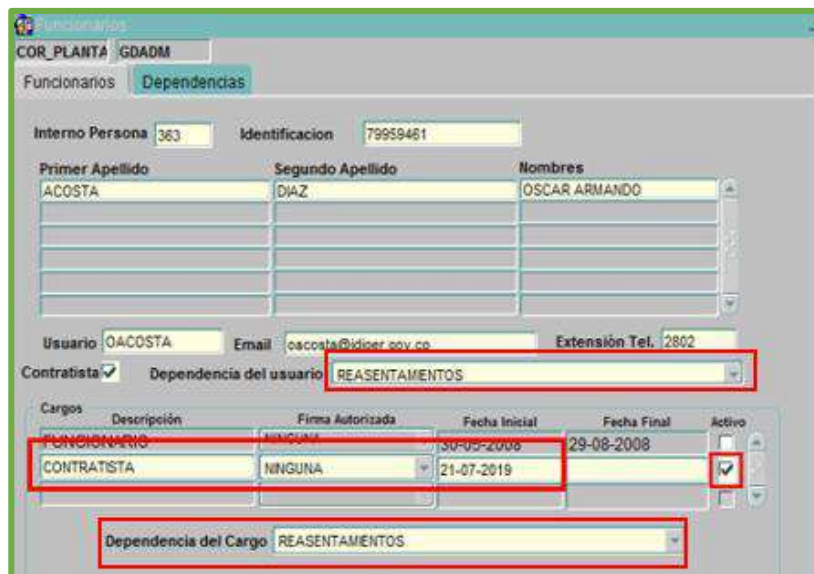 Funcionarios
COR_PLANTA GDADM
Funcionarios Dependencias
Interno Persona 363 Identificacion 79959461
Primer Apellido Segundo Apellido Nombres
ACOSTA DIAZ OSCAR ARMANDO
Usuario OACOSTA Email oacosta@idiger.gov.co Extensión Tel. 2802
Contratista Dependencia del usuario REASENTAMIENTOS
Cargos
Descripción Firma Autorizada Fecha Inicial Fecha Final Activo
FUNCIONARIO NINGUNA 30-05-2008 29-08-2008
CONTRATISTA NINGUNA 21-07-2019
Dependencia del Cargo REASENTAMIENTOS